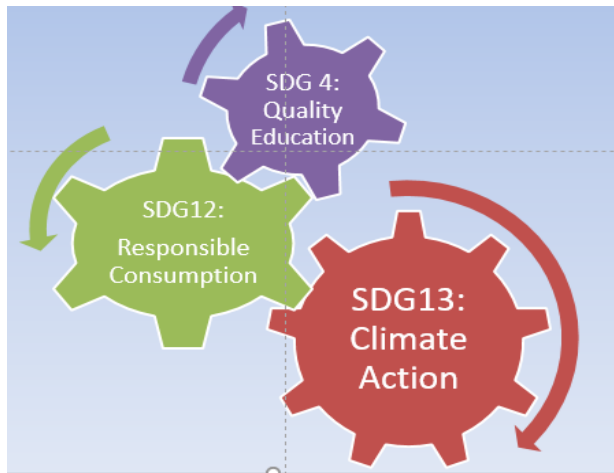 SDG 4:
Quality
Education
SDG12:
Responsible
Consumption
SDG13:
Climate
Action